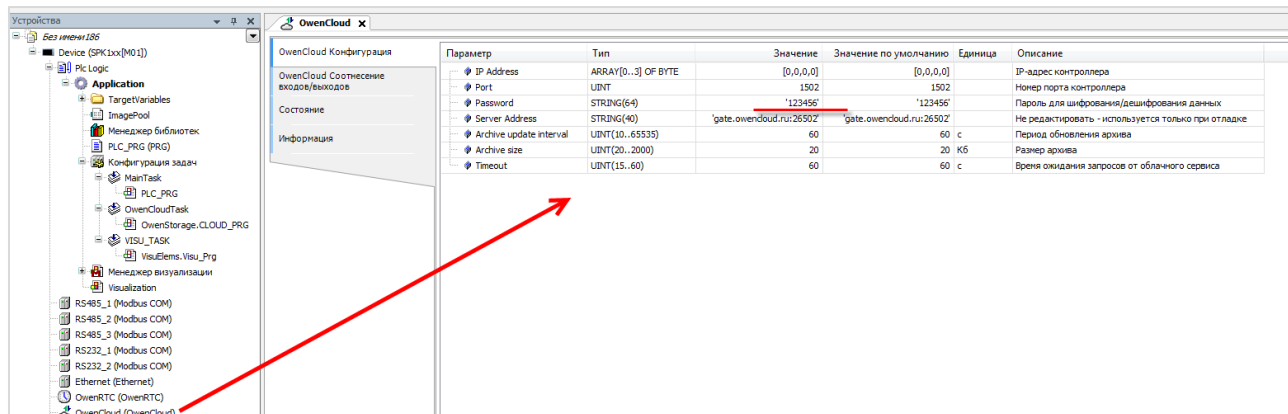 Устройства
OwenCloud
Без имени186
Device (SPK1xx[M01])
Plc Logic
Application
TargetVariables
ImagePool
Менеджер библиотек
PLC_PRG (PRG)
Конфигурация задач
MainTask
PLC_PRG
OwenCloudTask
OwenStorage.CLOUD_PRG
VISU_TASK
VisuElems.Visu_Prg
Менеджер визуализации
Visualization
RS485_1 (Modbus COM)
RS485_2 (Modbus COM)
RS485_3 (Modbus COM)
RS232_1 (Modbus COM)
RS232_2 (Modbus COM)
Ethernet (Ethernet)
OwenRTC (OwenRTC)
OwenCloud (OwenCloud)
OwenCloud Конфигурация
OwenCloud Соотнесение
входов/выходов
Состояние
Информация
Параметр Тип Значение Значение по умолчанию Единица Описание
IP Address ARRAY[0..3] OF BYTE [0,0,0,0] [0,0,0,0] IP-адрес контроллера
Port UINT 1502 1502 Номер порта контроллера
Password STRING(64) '123456' '123456' Пароль для шифрования/дешифрования данных
Server Address STRING(40) 'gate.owencloud.ru:26502' 'gate.owencloud.ru:26502' Не редактировать - используется только при отладке
Archive update interval UINT(10..65535) 60 60 с Период обновления архива
Archive size UINT(20..2000) 20 20 Кб Размер архива
Timeout UINT(15..60) 60 60 с Время ожидания запросов от облачного сервиса